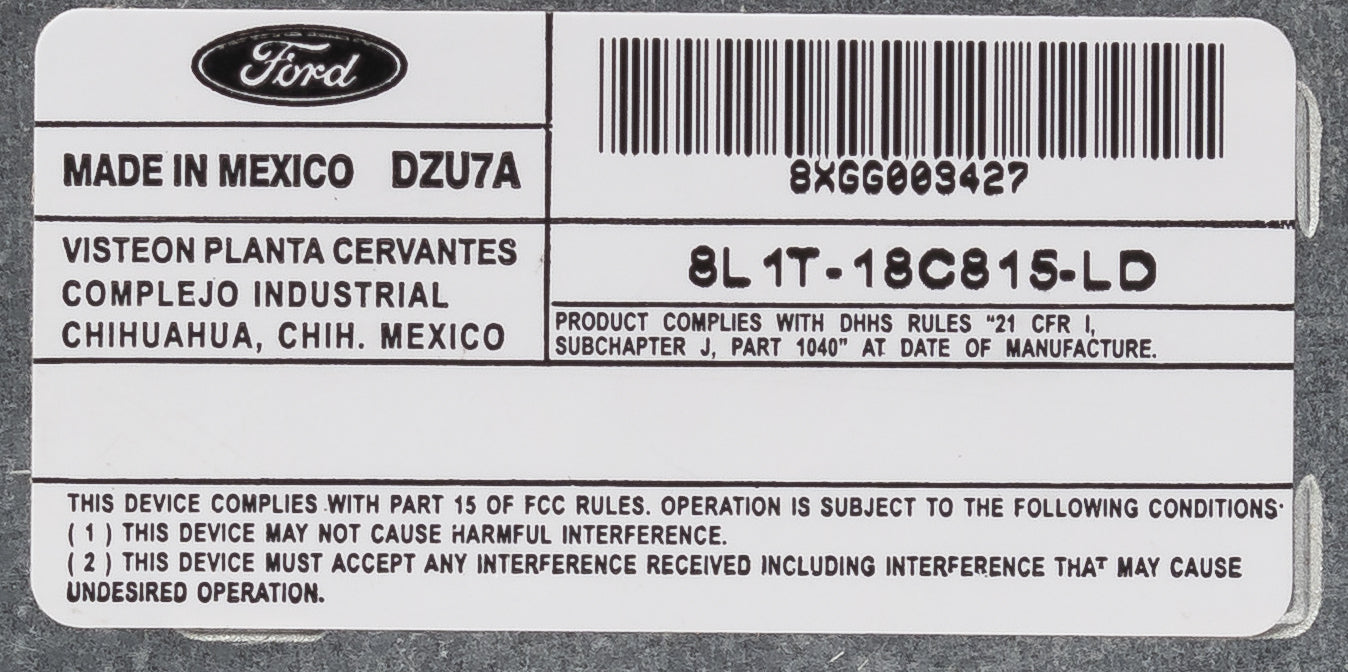 Ford
MADE IN MEXICO DZU7A
VISTEON PLANTA CERVANTES
COMPLEJO INDUSTRIAL
CHIHUAHUA, CHIH. MEXICO
8XGG003427
8L1T-18C815-LD
PRODUCT COMPLIES WITH DHHS RULES "21 CFR I,
SUBCHAPTER J, PART 1040" AT DATE OF MANUFACTURE.
THIS DEVICE COMPLIES WITH PART 15 OF FCC RULES. OPERATION IS SUBJECT TO THE FOLLOWING CONDITIONS·
( 1 ) THIS DEVICE MAY NOT CAUSE HARMFUL INTERFERENCE.
( 2 ) THIS DEVICE MUST ACCEPT ANY INTERFERENCE RECEIVED INCLUDING INTERFERENCE THAT MAY CAUSE
UNDESIRED OPERATION.